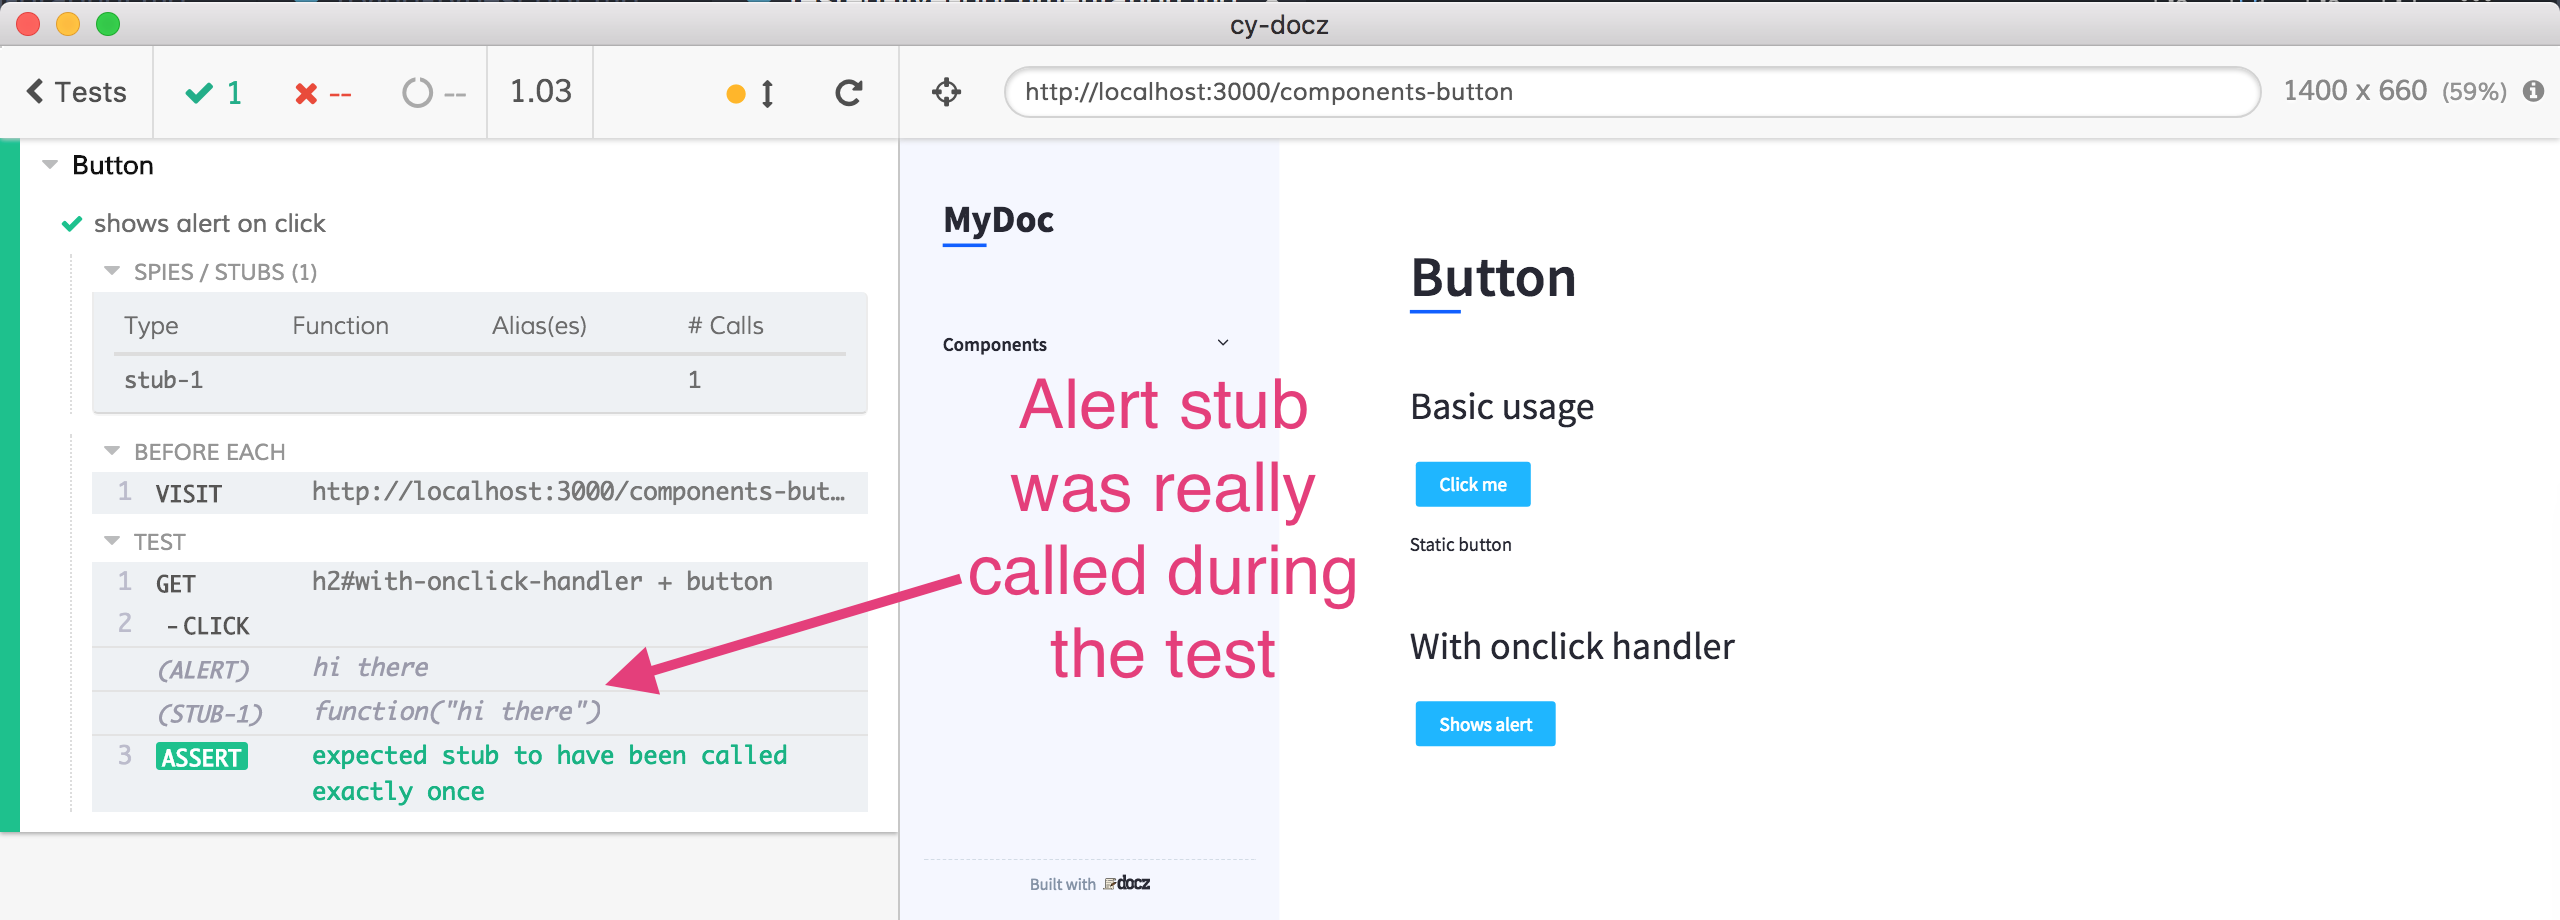 cy-docz
Tests
1
--
--
1.03
http://localhost:3000/components-button
1400 x 660 (59%)
Button
shows alert on click
SPIES / STUBS (1)
Type Function Alias(es) # Calls
stub-1 1
BEFORE EACH
1 VISIT http://localhost:3000/components-but…
TEST
1 GET h2#with-onclick-handler + button
2 -CLICK
(ALERT) hi there
(STUB-1) function("hi there")
3 ASSERT expected stub to have been called
exactly once
MyDoc
Components
Alert stub
was really
called during
the test
Built with docz
Button
Basic usage
Click me
Static button
With onclick handler
Shows alert